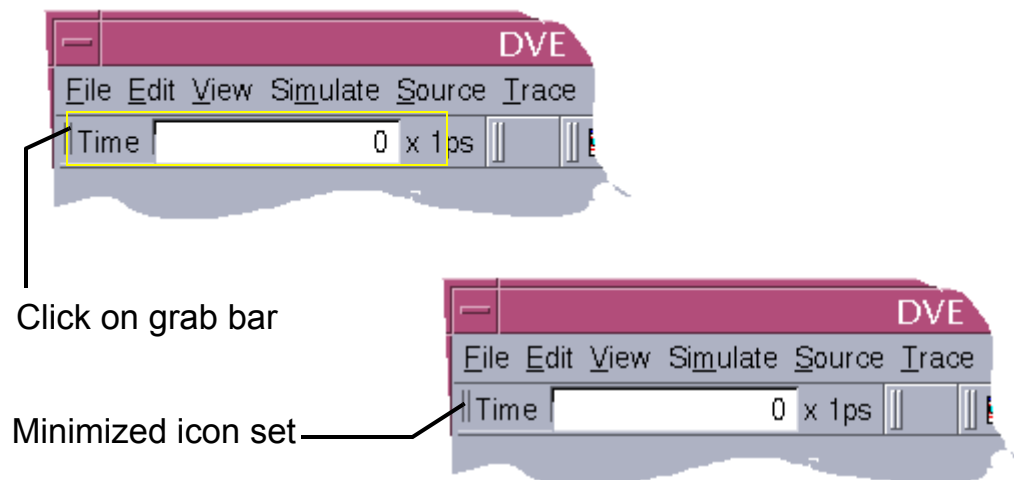 DVE
File Edit View Simulate Source Trace
Time 0 x 1ps
Click on grab bar
DVE
File Edit View Simulate Source Trace
Time 0 x 1ps
Minimized icon set